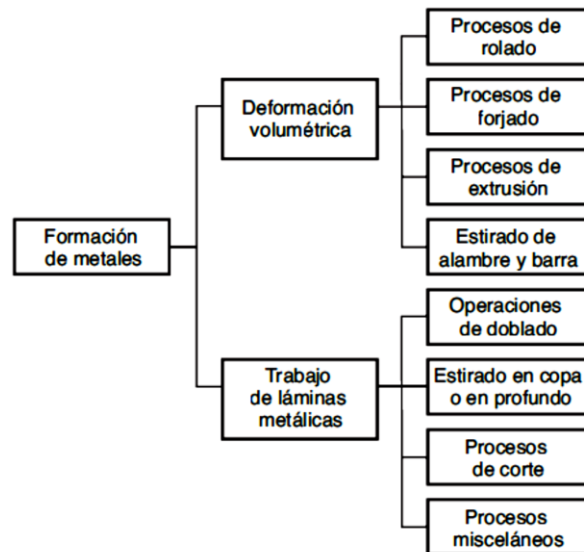 Procesos de
rolado
Deformación
volumétrica
Procesos de
forjado
Procesos de
extrusión
Formación
de metales
Estirado de
alambre y barra
Operaciones
de doblado
Trabajo
de láminas
metálicas
Estirado en copa
o en profundo
Procesos
de corte
Procesos
misceláneos